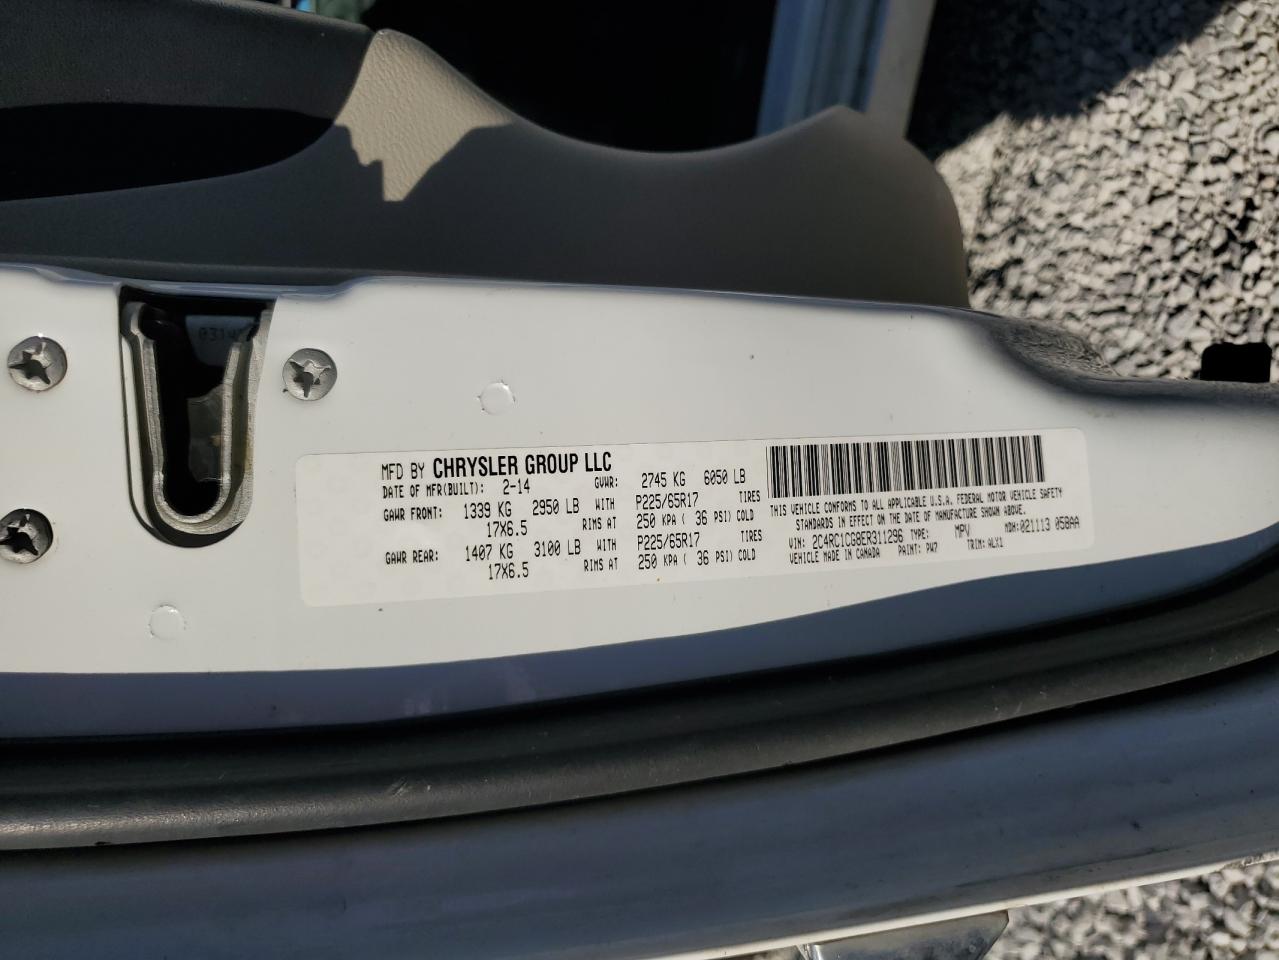 0314
MFD BY CHRYSLER GROUP LLC
DATE OF MFR(BUILT): 2-14 GVWR: 2745 KG 6050 LB
GAWR FRONT: 1339 KG 2950 LB WITH P225/65R17 TIRES
17X6.5 RIMS AT 250 KPA ( 36 PSI) COLD
GAWR REAR: 1407 KG 3100 LB WITH P225/65R17 TIRES
17X6.5 RIMS AT 250 KPA ( 36 PSI) COLD
THIS VEHICLE CONFORMS TO ALL APPLICABLE U.S.A. FEDERAL MOTOR VEHICLE SAFETY
STANDARDS IN EFFECT ON THE DATE OF MANUFACTURE SHOWN ABOVE.
VIN: 2C4RC1CG8ER311296 TYPE: MPV MDH: 021113 058AA
VEHICLE MADE IN CANADA PAINT: PW7 TRIM: ALX1